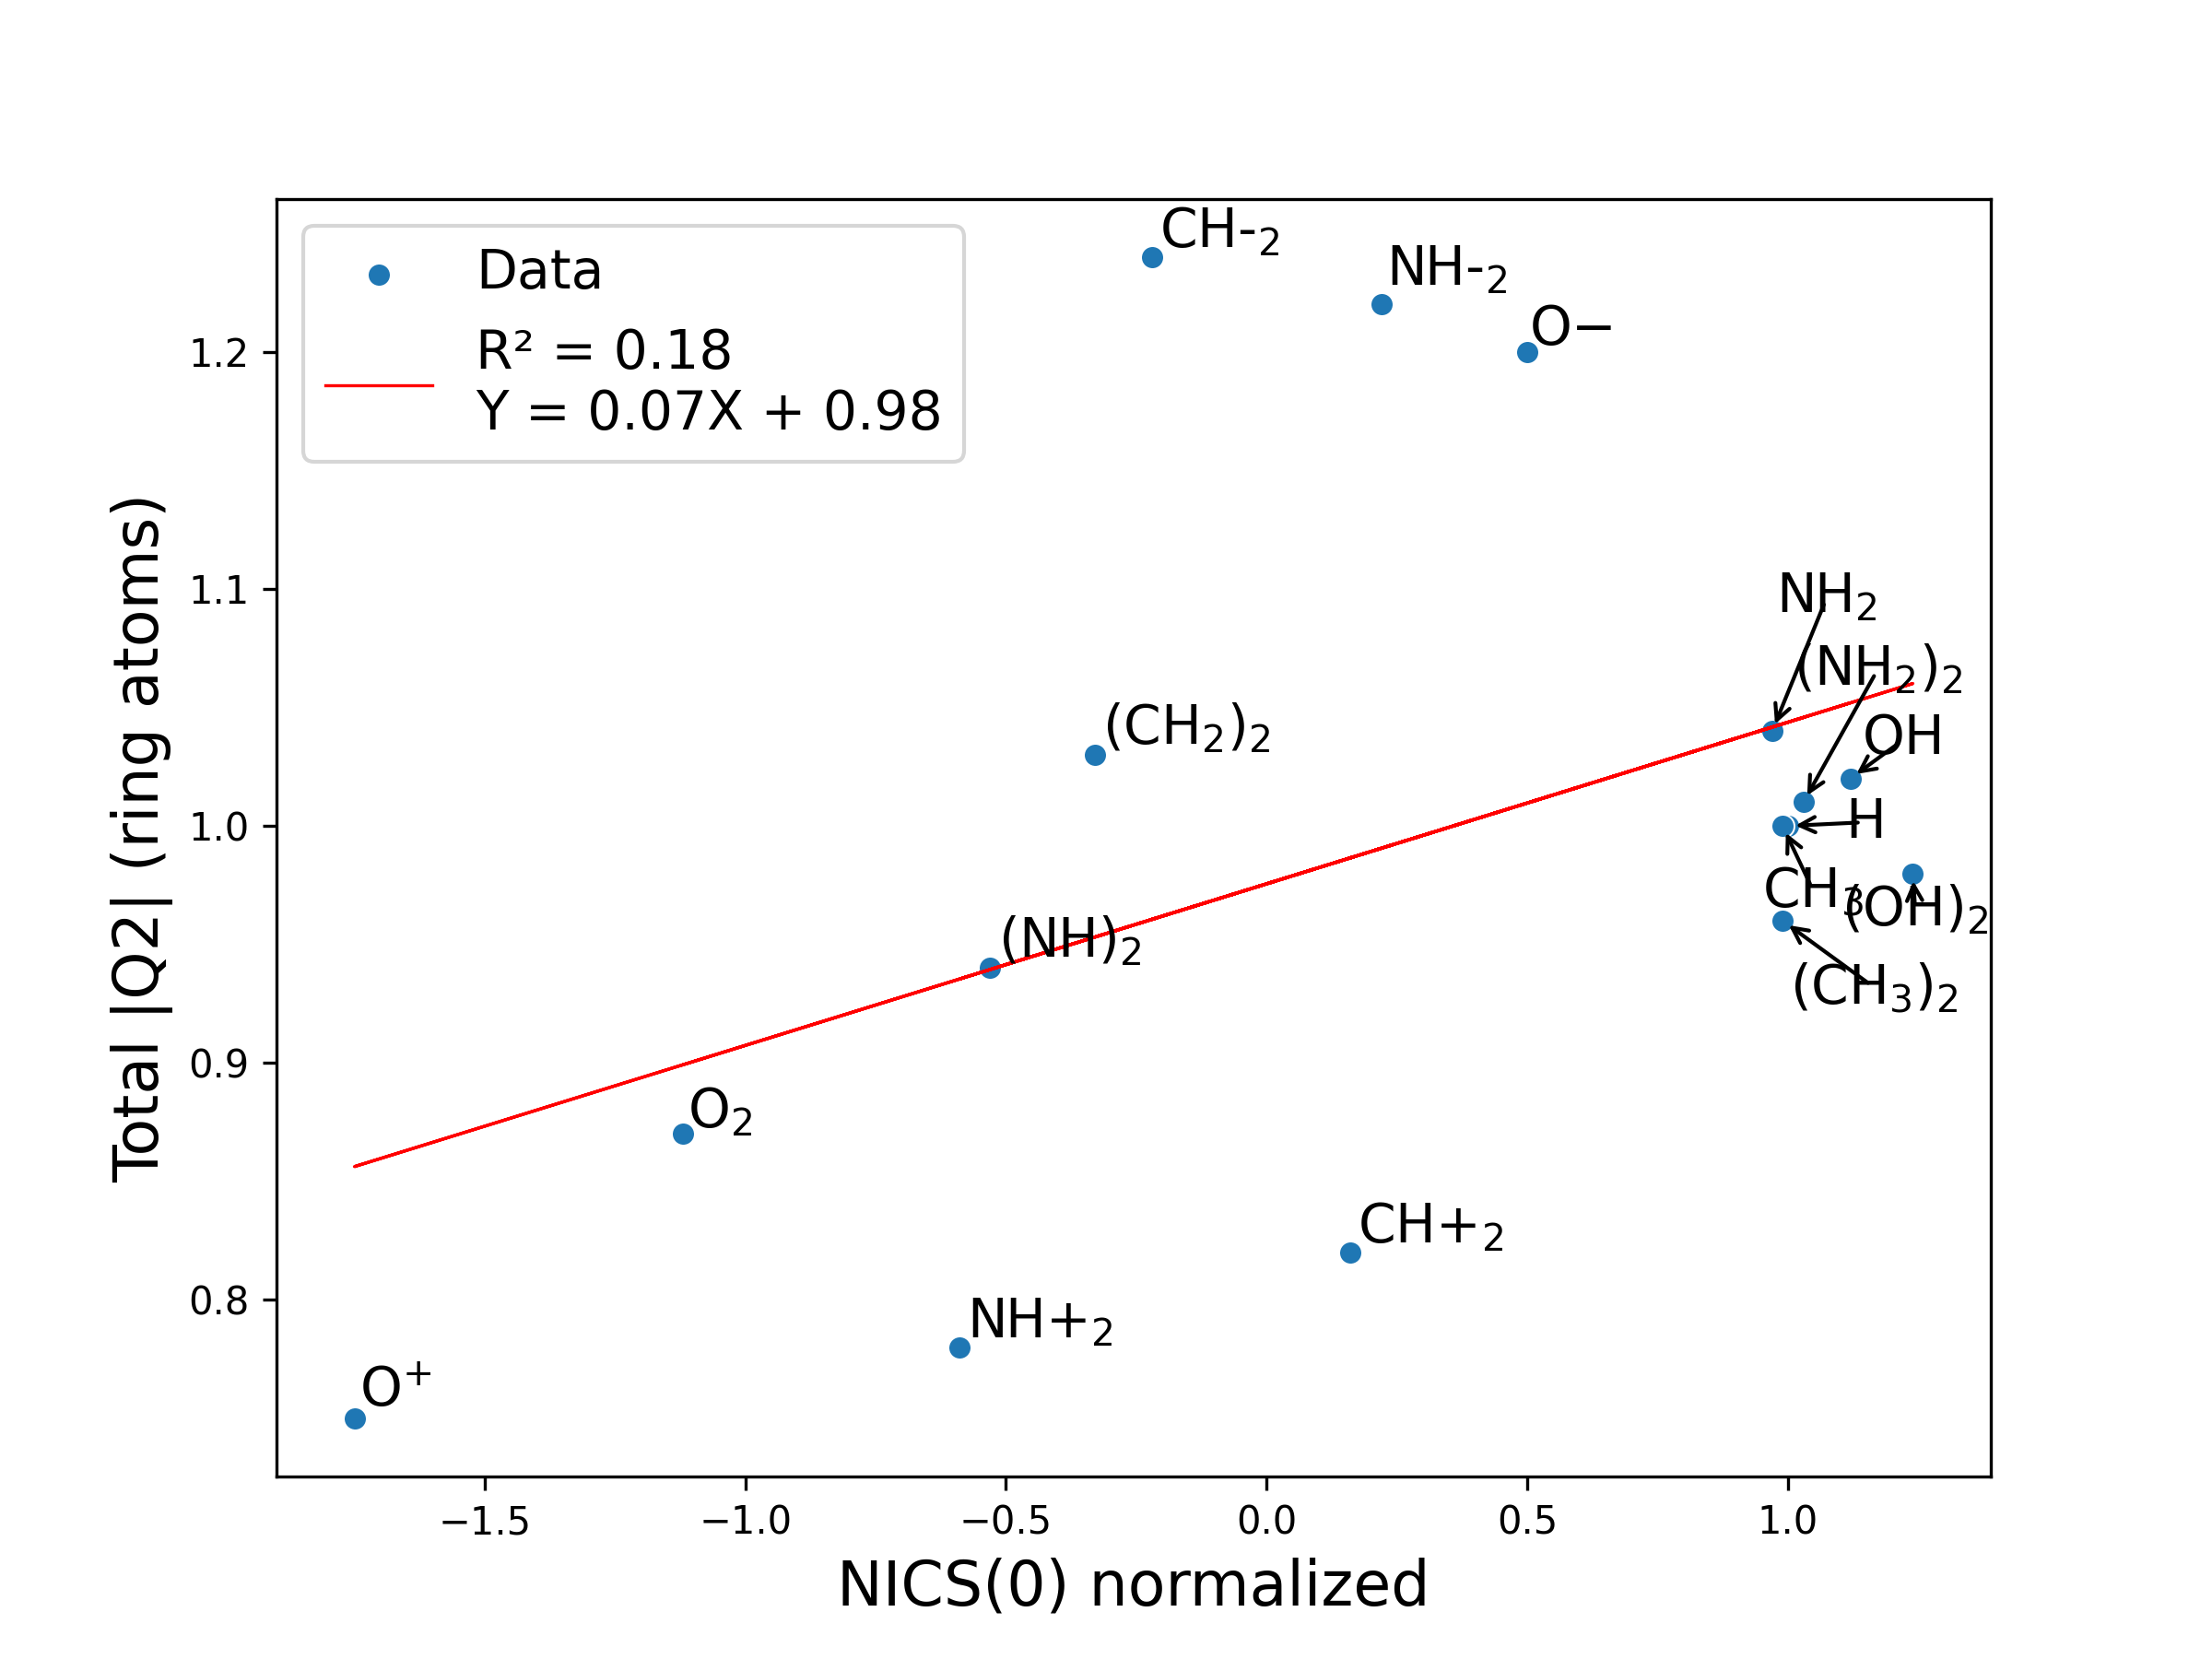 Data
R² = 0.18
Y = 0.07X + 0.98
CH-₂
NH-₂
O−
NH₂
(NH₂)₂
(CH₂)₂
OH
H
CH₃
(OH)₂
(NH)₂
(CH₃)₂
O₂
CH+₂
NH+₂
O⁺
1.2
1.1
1.0
0.9
0.8
Total |Q2| (ring atoms)
−1.5 −1.0 −0.5 0.0 0.5 1.0
NICS(0) normalized